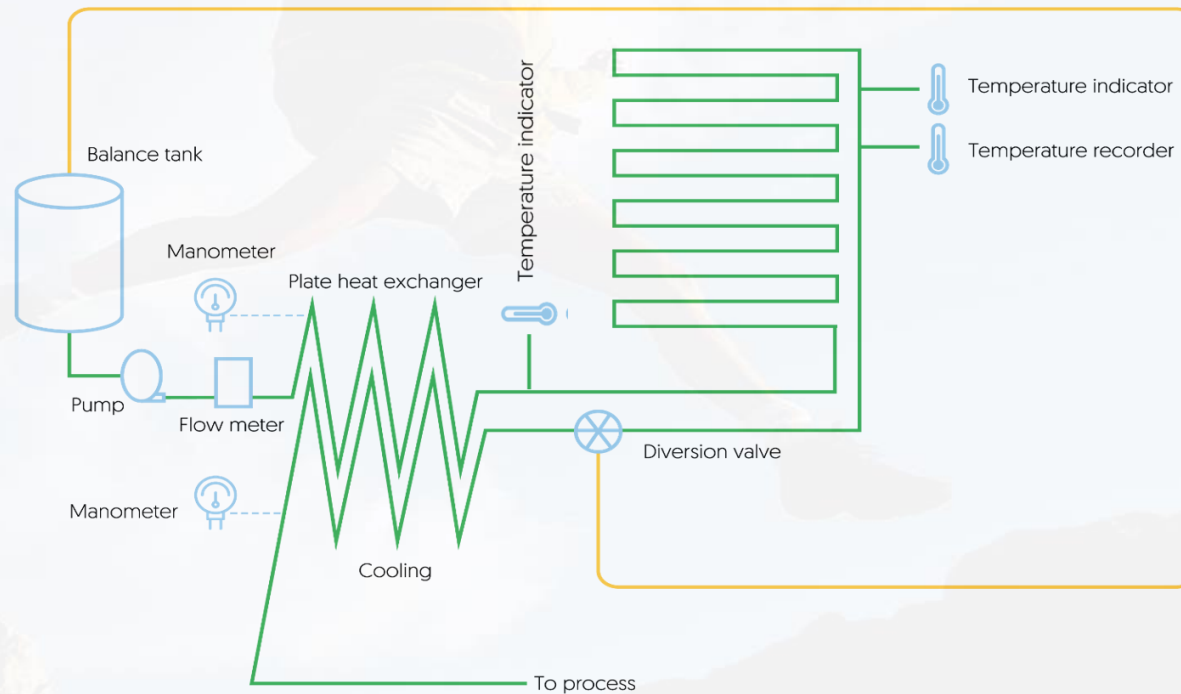 Temperature indicator
Temperature indicator
Temperature recorder
Balance tank
Manometer
Plate heat exchanger
Pump
Flow meter
Diversion valve
Manometer
Cooling
To process